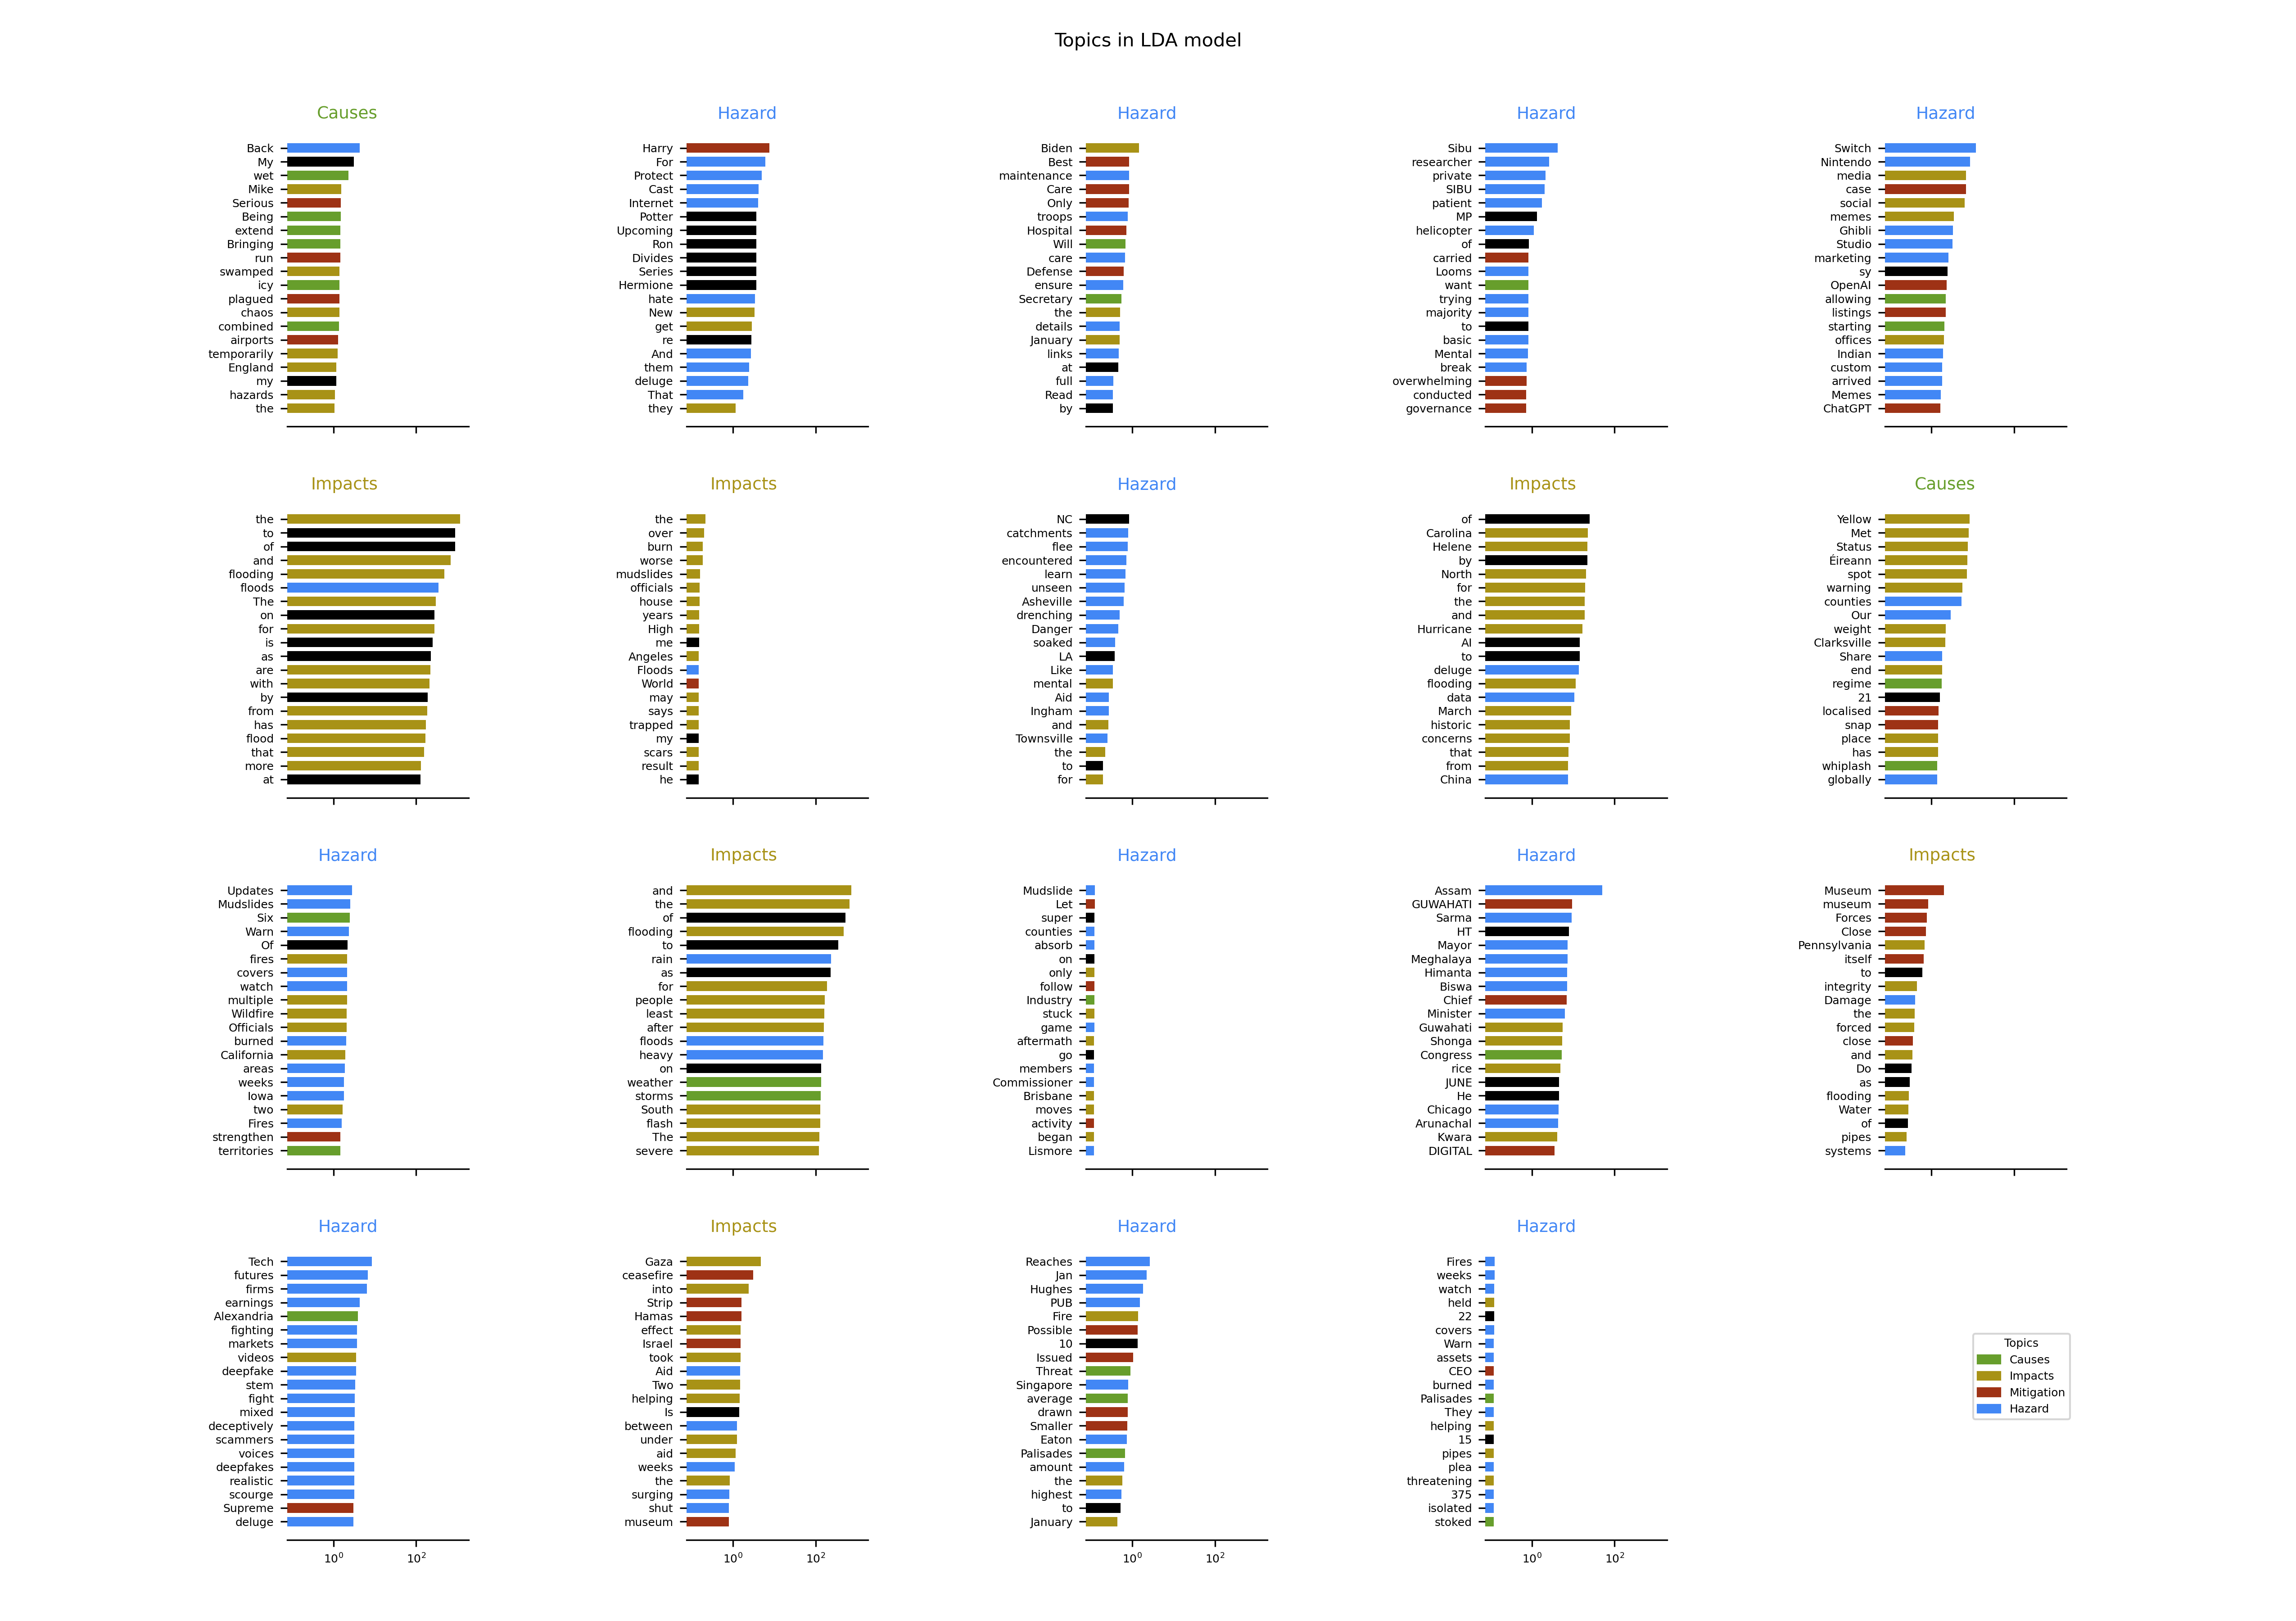 Topics in LDA model
Causes
Back
My
wet
Mike
Serious
Being
extend
Bringing
run
swamped
icy
plagued
chaos
combined
airports
temporarily
England
my
hazards
the
Hazard
Harry
For
Protect
Cast
Internet
Potter
Upcoming
Ron
Divides
Series
Hermione
hate
New
get
re
And
them
deluge
That
they
Hazard
Biden
Best
maintenance
Care
Only
troops
Hospital
Will
care
Defense
ensure
Secretary
the
details
January
links
at
full
Read
by
Hazard
Sibu
researcher
private
SIBU
patient
MP
helicopter
of
carried
Looms
want
trying
majority
to
basic
Mental
break
overwhelming
conducted
governance
Hazard
Switch
Nintendo
media
case
social
memes
Ghibli
Studio
marketing
sy
OpenAI
allowing
listings
starting
offices
Indian
custom
arrived
Memes
ChatGPT
Impacts
the
to
of
and
flooding
floods
The
on
for
is
as
are
with
by
from
has
flood
that
more
at
Impacts
the
over
burn
worse
mudslides
officials
house
years
High
me
Angeles
Floods
World
may
says
trapped
my
scars
result
he
Hazard
NC
catchments
flee
encountered
learn
unseen
Asheville
drenching
Danger
soaked
LA
Like
mental
Aid
Ingham
and
Townsville
the
to
for
Impacts
of
Carolina
Helene
by
North
for
the
and
Hurricane
AI
to
deluge
flooding
data
March
historic
concerns
that
from
China
Causes
Yellow
Met
Status
Éireann
spot
warning
counties
Our
weight
Clarksville
Share
end
regime
21
localised
snap
place
has
whiplash
globally
Hazard
Updates
Mudslides
Six
Warn
Of
fires
covers
watch
multiple
Wildfire
Officials
burned
California
areas
weeks
Iowa
two
Fires
strengthen
territories
Impacts
and
the
of
flooding
to
rain
as
for
people
least
after
floods
heavy
on
weather
storms
South
flash
The
severe
Hazard
Mudslide
Let
super
counties
absorb
on
only
follow
Industry
stuck
game
aftermath
go
members
Commissioner
Brisbane
moves
activity
began
Lismore
Hazard
Assam
GUWAHATI
Sarma
HT
Mayor
Meghalaya
Himanta
Biswa
Chief
Minister
Guwahati
Shonga
Congress
rice
JUNE
He
Chicago
Arunachal
Kwara
DIGITAL
Impacts
Museum
museum
Forces
Close
Pennsylvania
itself
to
integrity
Damage
the
forced
close
and
Do
as
flooding
Water
of
pipes
systems
Hazard
Tech
futures
firms
earnings
Alexandria
fighting
markets
videos
deepfake
stem
fight
mixed
deceptively
scammers
voices
deepfakes
realistic
scourge
Supreme
deluge
10⁰ 10²
Impacts
Gaza
ceasefire
into
Strip
Hamas
effect
Israel
took
Aid
Two
helping
Is
between
under
aid
weeks
the
surging
shut
museum
10⁰ 10²
Hazard
Reaches
Jan
Hughes
PUB
Fire
Possible
10
Issued
Threat
Singapore
average
drawn
Smaller
Eaton
Palisades
amount
the
highest
to
January
10⁰ 10²
Hazard
Fires
weeks
watch
held
22
covers
Warn
assets
CEO
burned
Palisades
They
helping
15
pipes
plea
threatening
375
isolated
stoked
10⁰ 10²
Topics
Causes
Impacts
Mitigation
Hazard